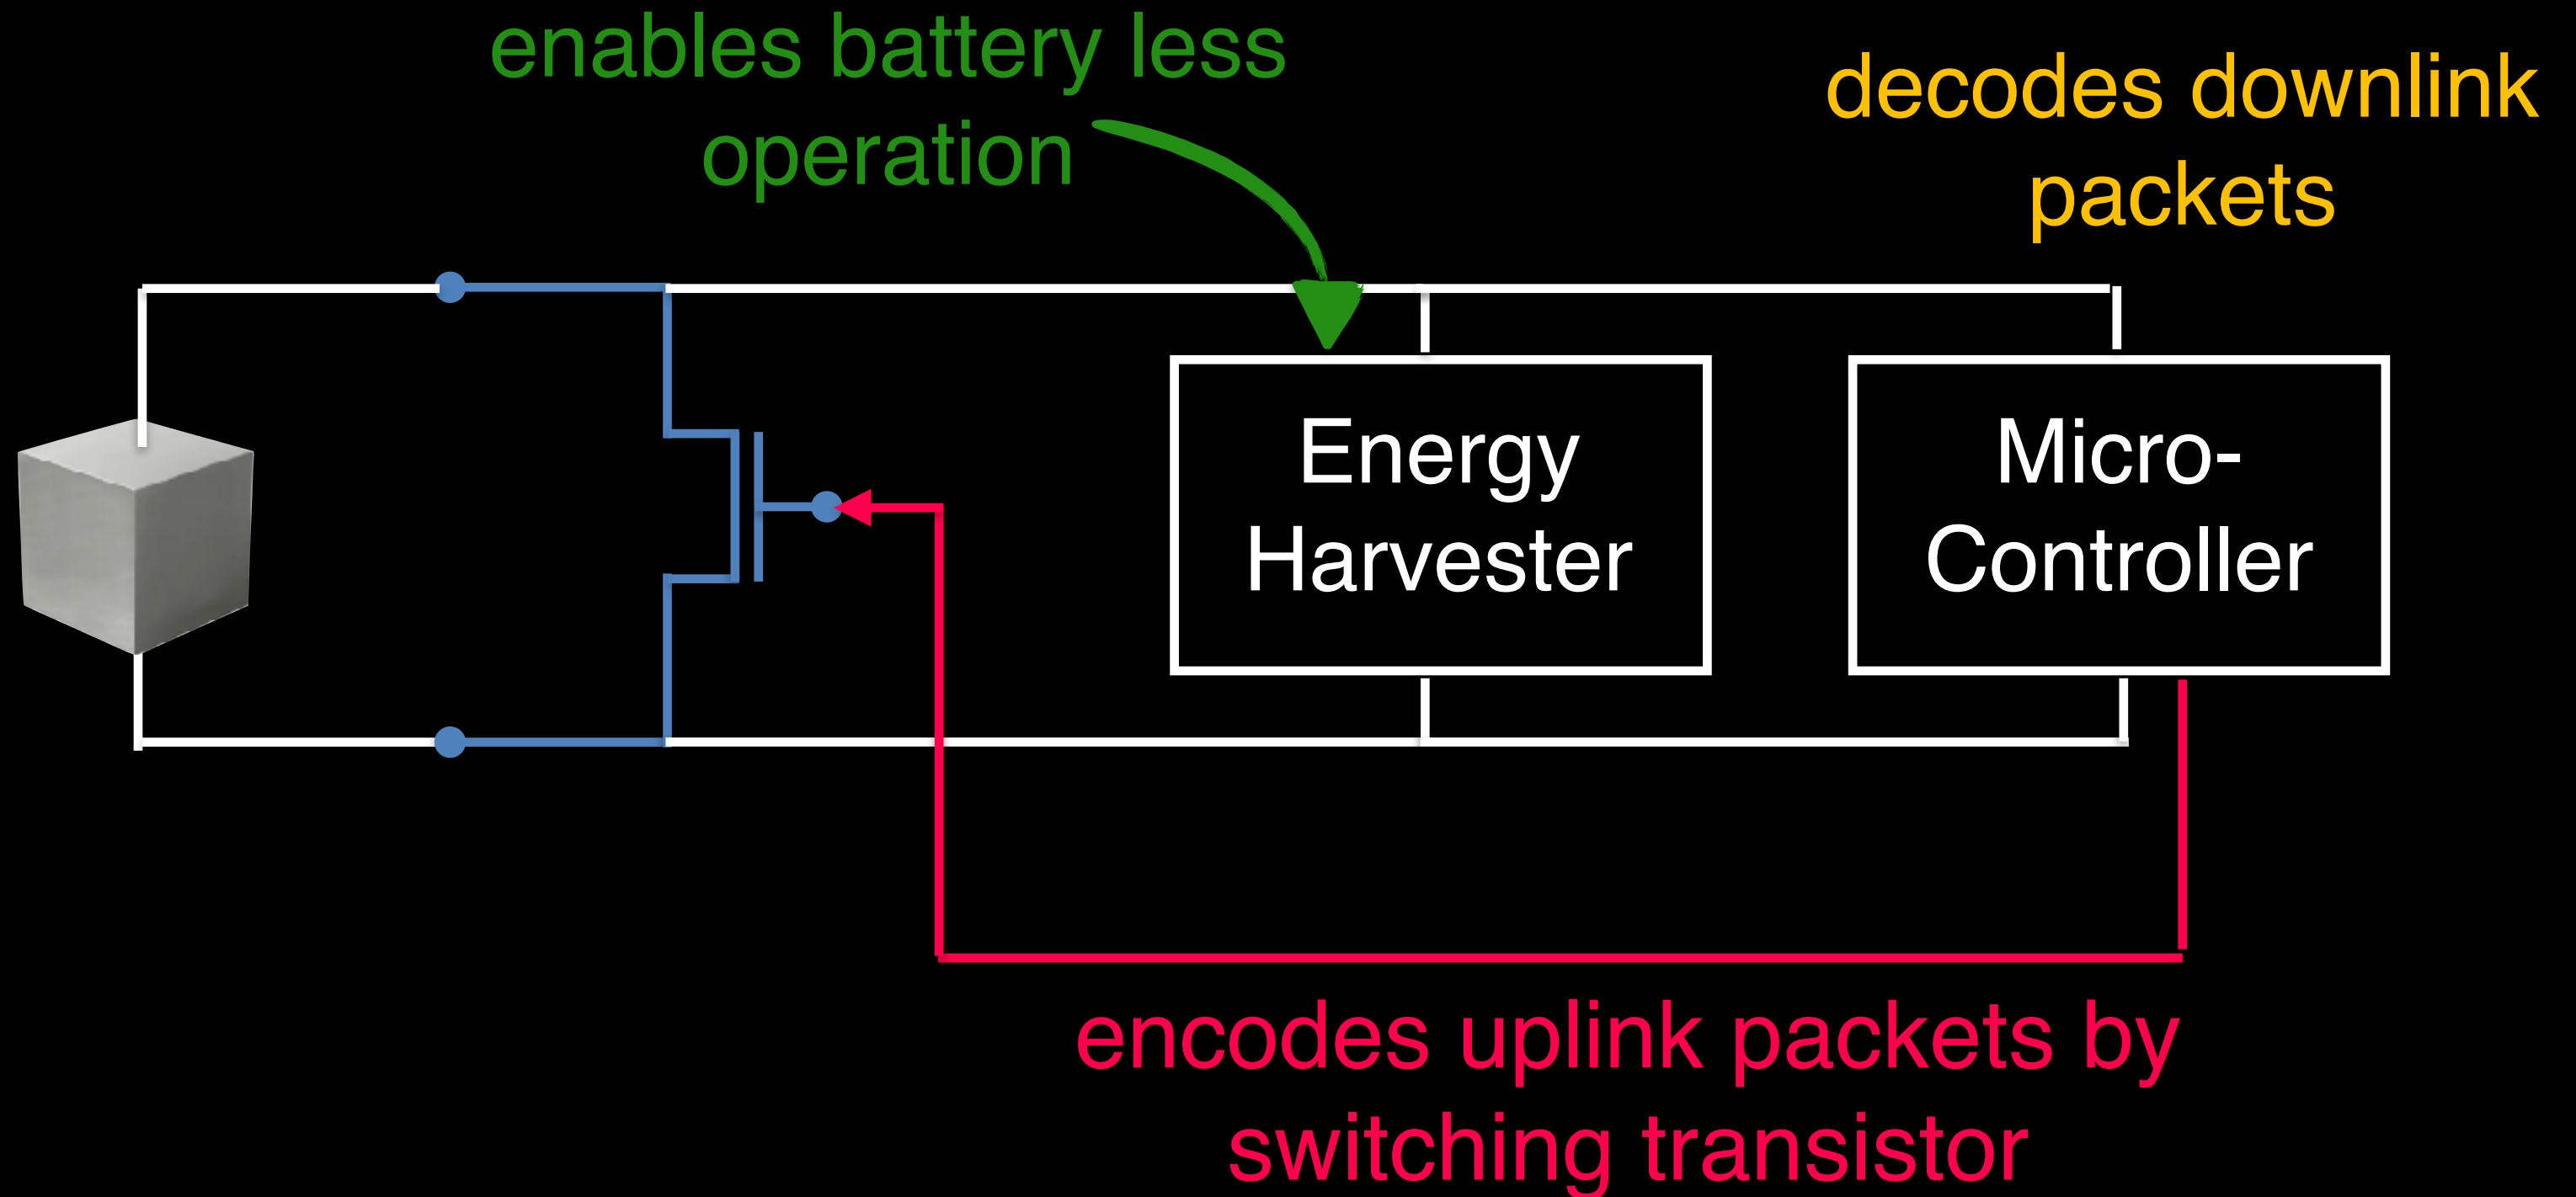 enables battery less
operation
decodes downlink
packets
Energy
Harvester
Micro-
Controller
encodes uplink packets by
switching transistor